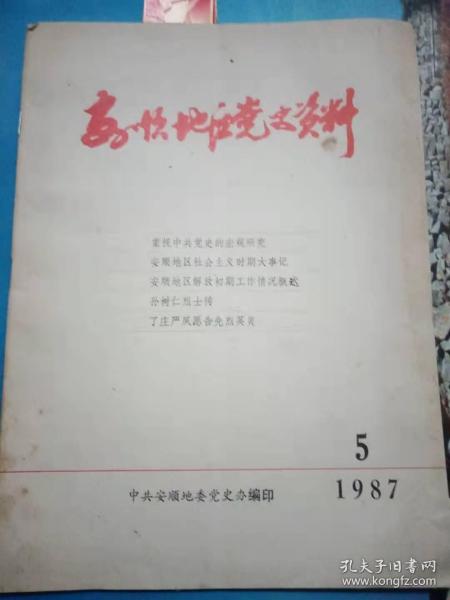 安顺地区党史资料
重视中共党史的宏观研究
安顺地区社会主义时期大事记
安顺地区解放初期工作情况概述
孙树仁烈士传
了庄严夙愿告先烈英灵
5
1987
中共安顺地委党史办编印
孔夫子旧书网
www.kongfz.com